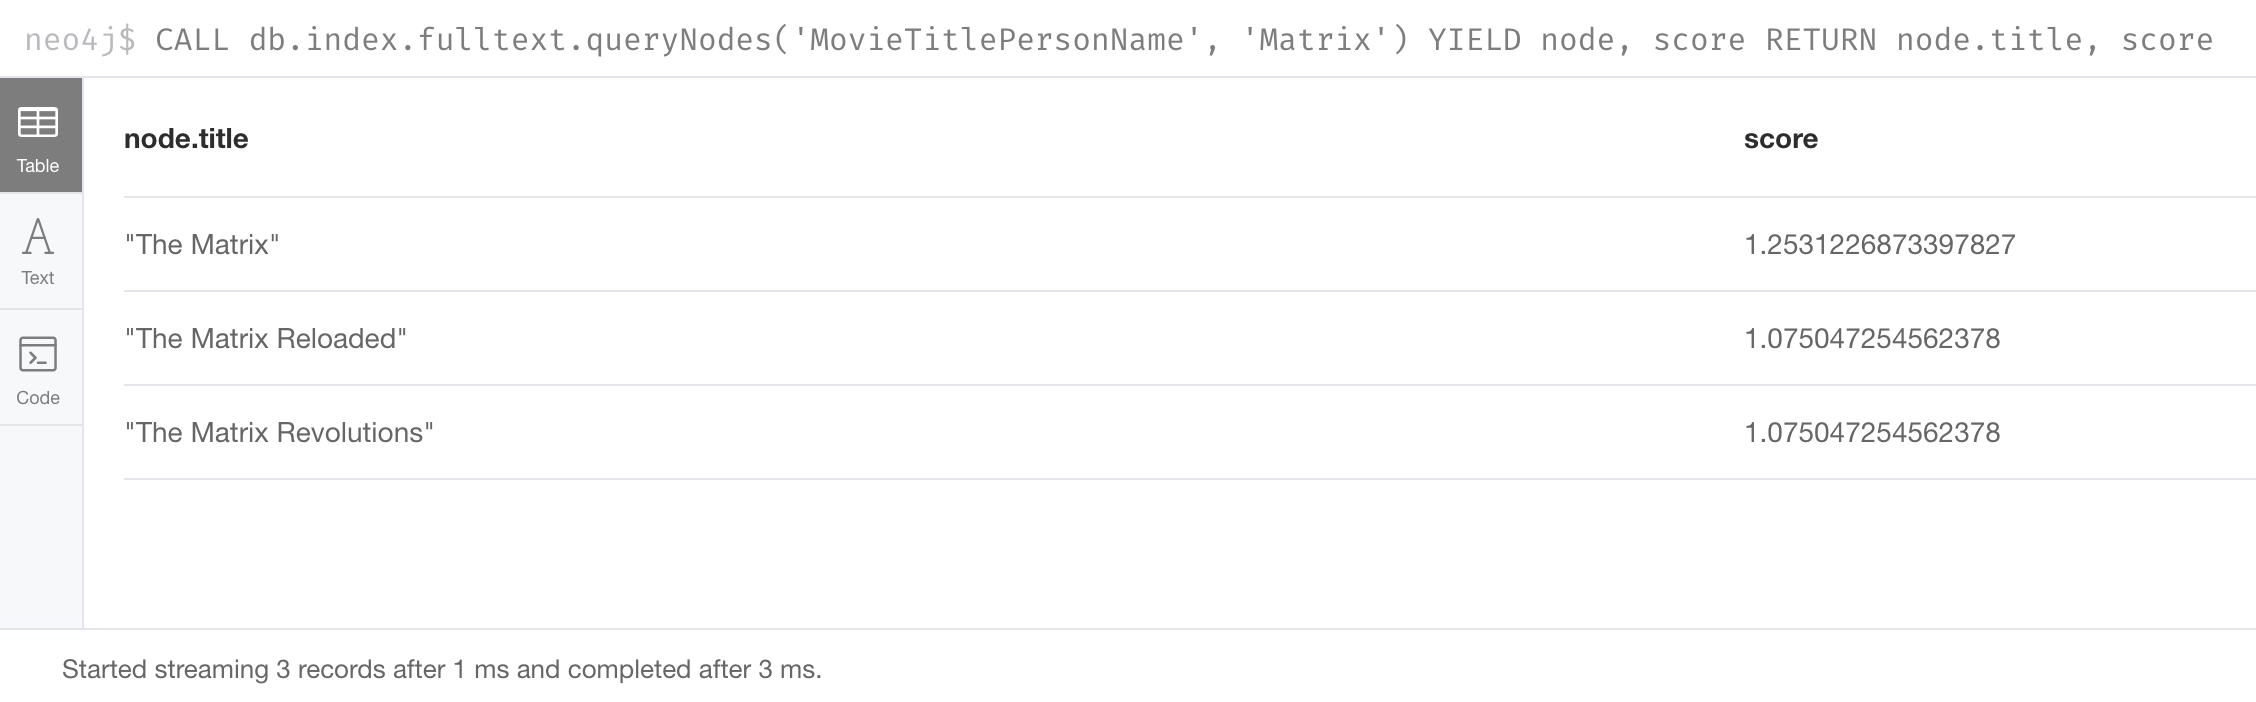 neo4j$ CALL db.index.fulltext.queryNodes('MovieTitlePersonName', 'Matrix') YIELD node, score RETURN node.title, score
Table
Text
Code
node.title score
"The Matrix" 1.2531226873397827
"The Matrix Reloaded" 1.075047254562378
"The Matrix Revolutions" 1.075047254562378
Started streaming 3 records after 1 ms and completed after 3 ms.